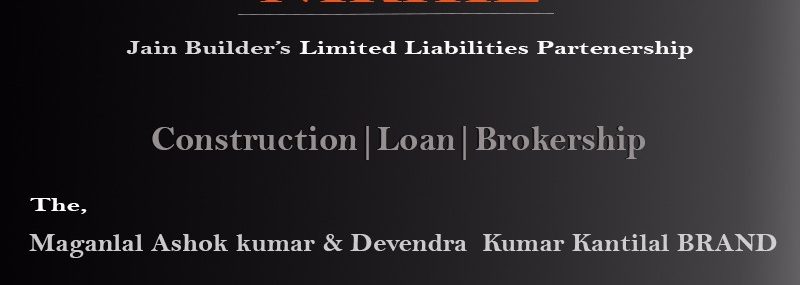 Jain Builder's Limited Liabilities Partenership
Construction|Loan|Brokership
The,
Maganlal Ashok kumar & Devendra Kumar Kantilal BRAND